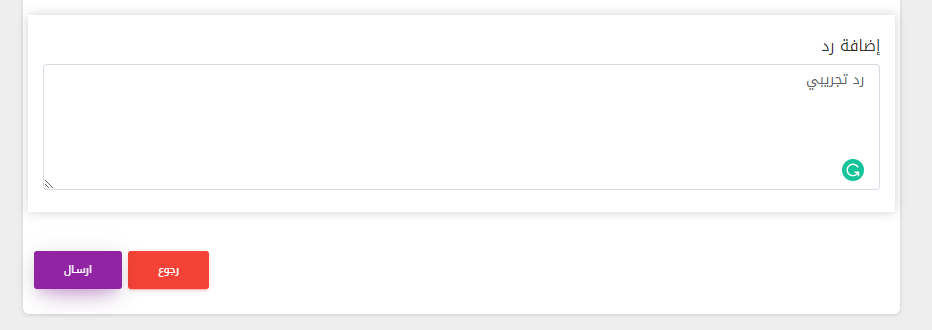 إضافة رد
رد تجريبي
رجوع
ارسال